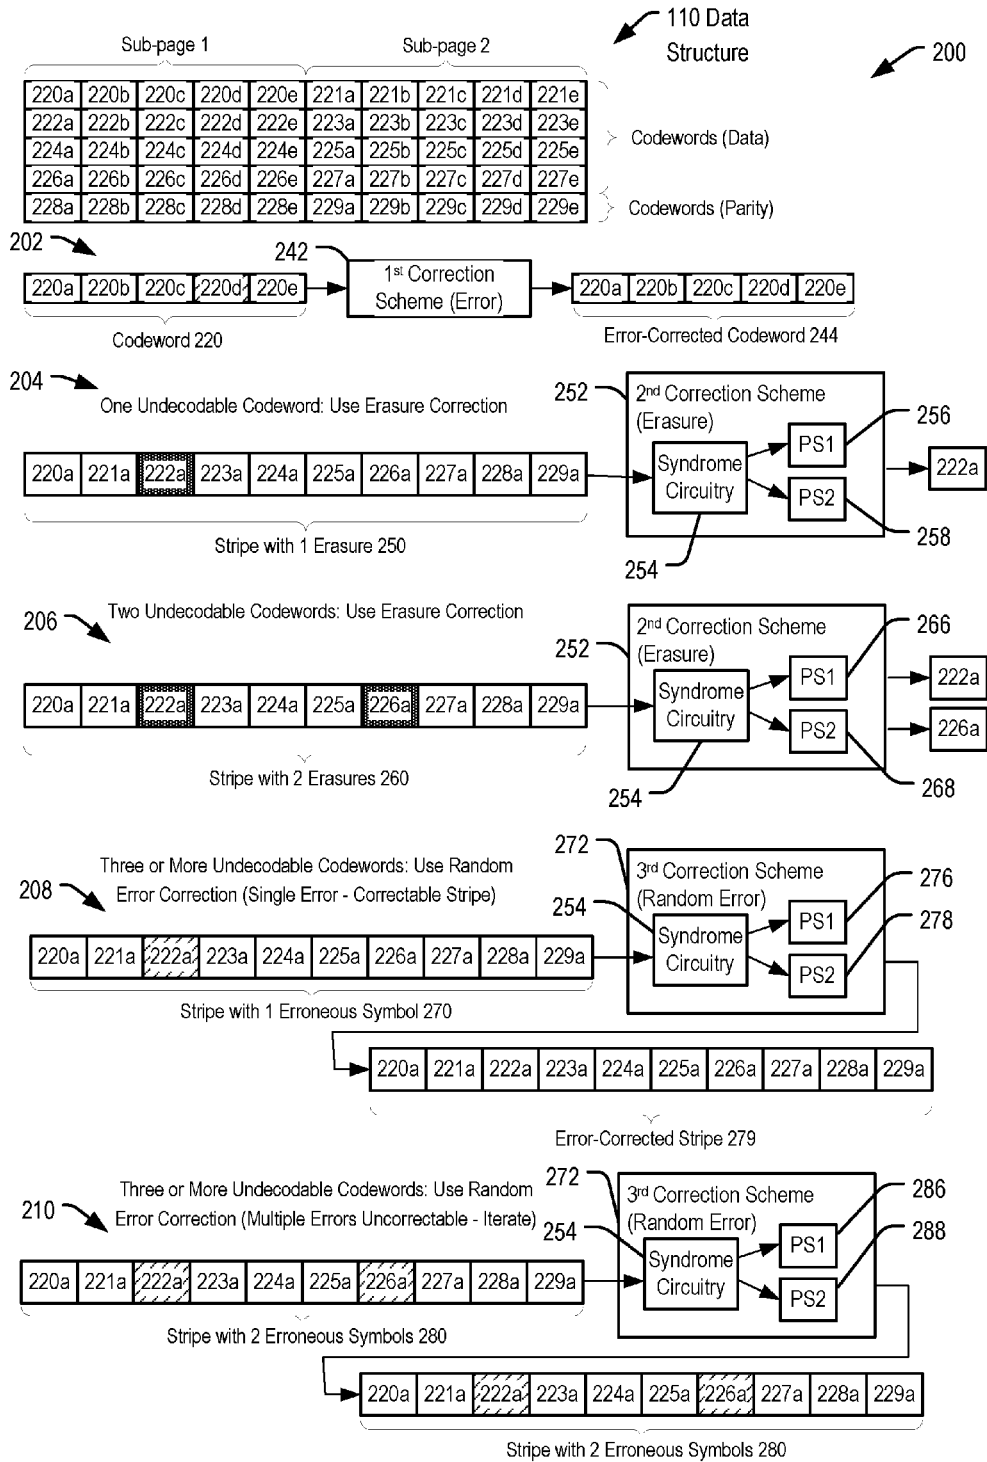 110 Data
Structure
200
Sub-page 1
Sub-page 2
220a 220b 220c 220d 220e 221a 221b 221c 221d 221e
222a 222b 222c 222d 222e 223a 223b 223c 223d 223e
224a 224b 224c 224d 224e 225a 225b 225c 225d 225e
226a 226b 226c 226d 226e 227a 227b 227c 227d 227e
228a 228b 228c 228d 228e 229a 229b 229c 229d 229e
Codewords (Data)
Codewords (Parity)
202
242
220a 220b 220c 220d 220e
1st Correction
Scheme (Error)
220a 220b 220c 220d 220e
Codeword 220
Error-Corrected Codeword 244
204
One Undecodable Codeword: Use Erasure Correction
252
2nd Correction Scheme
(Erasure)
256
220a 221a 222a 223a 224a 225a 226a 227a 228a 229a
Syndrome
Circuitry
PS1
PS2
222a
258
254
Stripe with 1 Erasure 250
206
Two Undecodable Codewords: Use Erasure Correction
252
2nd Correction Scheme
(Erasure)
266
220a 221a 222a 223a 224a 225a 226a 227a 228a 229a
Syndrome
Circuitry
PS1
PS2
222a
226a
268
254
Stripe with 2 Erasures 260
208
Three or More Undecodable Codewords: Use Random
Error Correction (Single Error - Correctable Stripe)
272
254
3rd Correction Scheme
(Random Error)
276
278
220a 221a 222a 223a 224a 225a 226a 227a 228a 229a
Syndrome
Circuitry
PS1
PS2
Stripe with 1 Erroneous Symbol 270
220a 221a 222a 223a 224a 225a 226a 227a 228a 229a
Error-Corrected Stripe 279
210
Three or More Undecodable Codewords: Use Random
Error Correction (Multiple Errors Uncorrectable - Iterate)
272
254
3rd Correction Scheme
(Random Error)
286
288
220a 221a 222a 223a 224a 225a 226a 227a 228a 229a
Syndrome
Circuitry
PS1
PS2
Stripe with 2 Erroneous Symbols 280
220a 221a 222a 223a 224a 225a 226a 227a 228a 229a
Stripe with 2 Erroneous Symbols 280